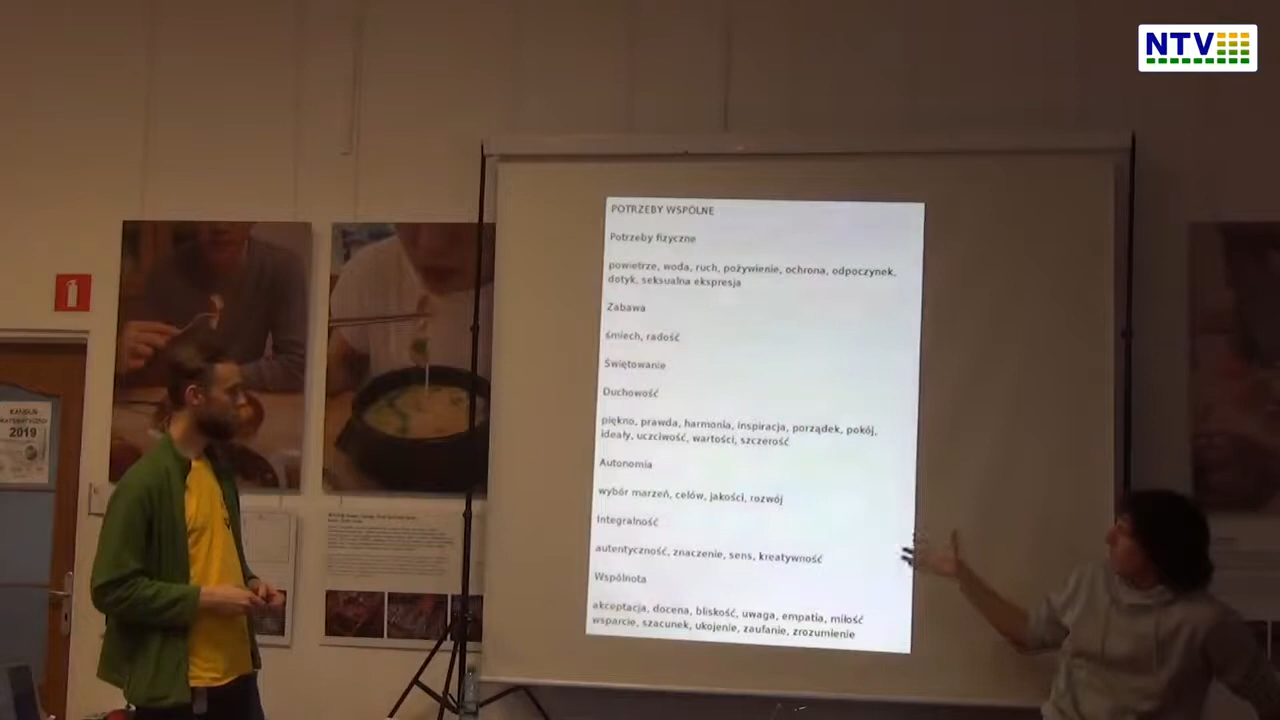 NTV
POTRZEBY WSPÓLNE
Potrzeby fizyczne
powietrze, woda, ruch, pożywienie, ochrona, odpoczynek,
dotyk, seksualna ekspresja
Zabawa
śmiech, radość
Świętowanie
Duchowość
piękno, prawda, harmonia, inspiracja, porządek, pokój,
ideały, uczciwość, wartości, szczerość
Autonomia
wybór marzeń, celów, jakości, rozwój
Integralność
autentyczność, znaczenie, sens, kreatywność
Wspólnota
akceptacja, docena, bliskość, uwaga, empatia, miłość
wsparcie, szacunek, ukojenie, zaufanie, zrozumienie
2019